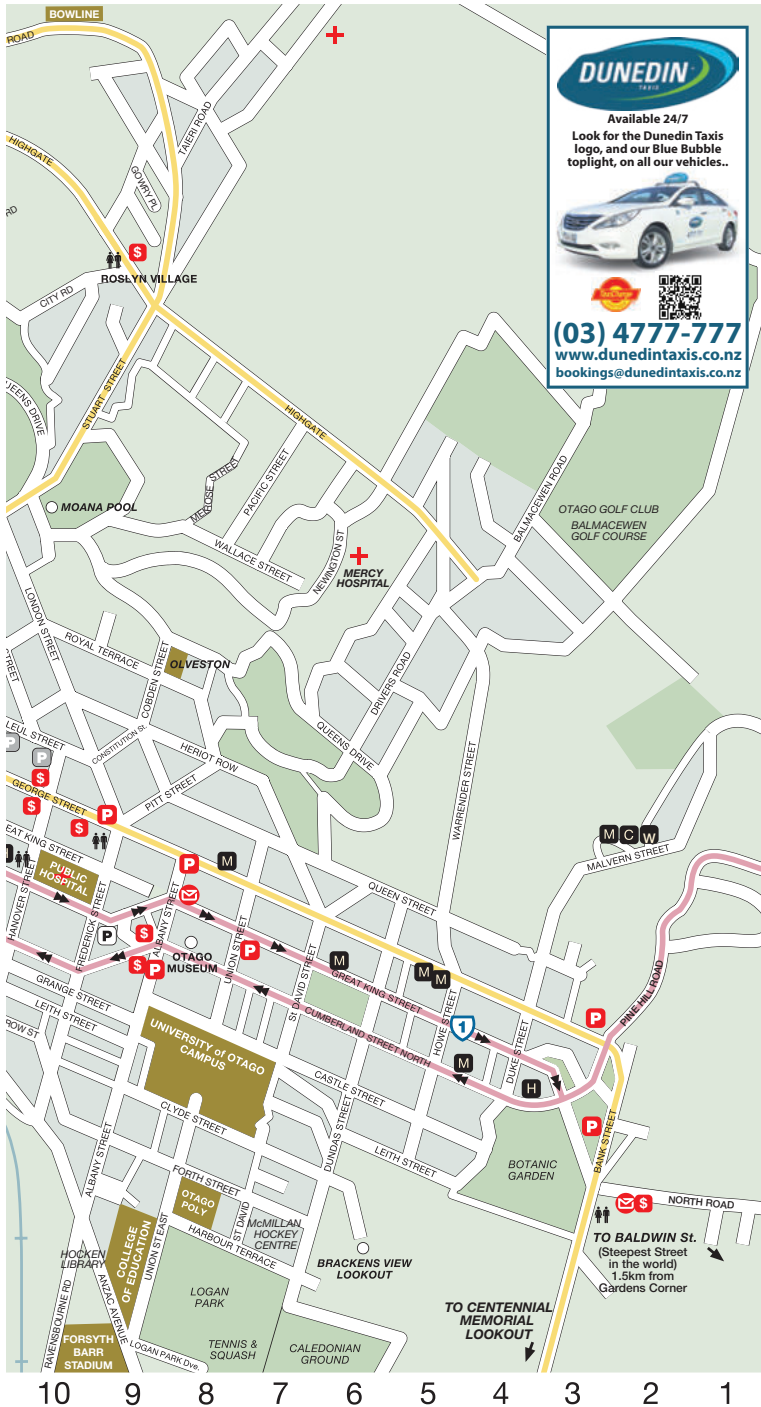 BOWLINE
ROAD
HIGHGATE
TAIERI ROAD
GOWRY PL
RD
$
ROSLYN VILLAGE
CITY RD
STUART STREET
HIGHGATE
MOANA POOL
MELROSE STREET
PACIFIC STREET
WALLACE STREET
NEWINGTON ST
MERCY
HOSPITAL
BALMACEWEN ROAD
OTAGO GOLF CLUB
BALMACEWEN
GOLF COURSE
DUNEDIN
TAXIS
Available 24/7
Look for the Dunedin Taxis
logo, and our Blue Bubble
toplight, on all our vehicles..
(03) 4777-777
www.dunedintaxis.co.nz
bookings@dunedintaxis.co.nz
LONDON STREET
ROYAL TERRACE
COBDEN STREET
OLVESTON
STREET
DRIVERS ROAD
QUEENS DRIVE
WARRENDER STREET
CONSTITUTION St.
HERIOT ROW
PITT STREET
P
P
$
$
GEORGE STREET
$
P
P
M
M C W
MALVERN STREET
PUBLIC
HOSPITAL
HANOVER STREET
FREDERICK STREET
ALBANY STREET
P
$
$ P
OTAGO
MUSEUM
UNION STREET
P
St DAVID STREET
M
QUEEN STREET
GREAT KING STREET
M
M
HOWE STREET
1
CUMBERLAND STREET NORTH
M
DUKE STREET
H
P
PINE HILL ROAD
GRANGE STREET
LEITH STREET
ROW ST
UNIVERSITY of OTAGO
CAMPUS
CASTLE STREET
CLYDE STREET
DUNDAS STREET
LEITH STREET
P
BANK STREET
BOTANIC
GARDEN
ALBANY STREET
FORTH STREET
OTAGO
POLY
ST DAVID
McMILLAN
HOCKEY
CENTRE
HARBOUR TERRACE
COLLEGE
OF EDUCATION
UNION ST EAST
HOCKEN
LIBRARY
BRACKENS VIEW
LOOKOUT
$
NORTH ROAD
TO BALDWIN St.
(Steepest Street
in the world)
1.5km from
Gardens Corner
TO CENTENNIAL
MEMORIAL
LOOKOUT
LOGAN
PARK
RAVENSBOURNE RD
ANZAC AVENUE
FORSYTH
BARR
STADIUM
LOGAN PARK Dve.
TENNIS &
SQUASH
CALEDONIAN
GROUND
10 9 8 7 6 5 4 3 2 1